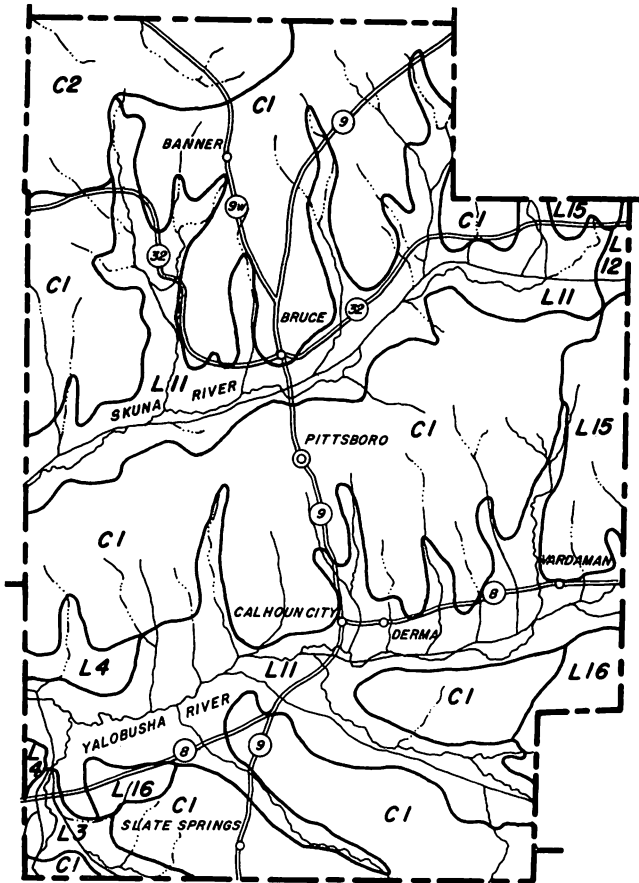 C2
C1
9
BANNER
9W
C1
L15
L
12
32
C1
BRUCE
32
L11
L11
SKUNA RIVER
C1
L15
PITTSBORO
9
C1
VARDAMAN
8
CALHOUN CITY
DERMA
L4
L11
L16
C1
YALOBUSHA RIVER
8
9
L
4
L16
C1
C1
L3
SLATE SPRINGS
C1